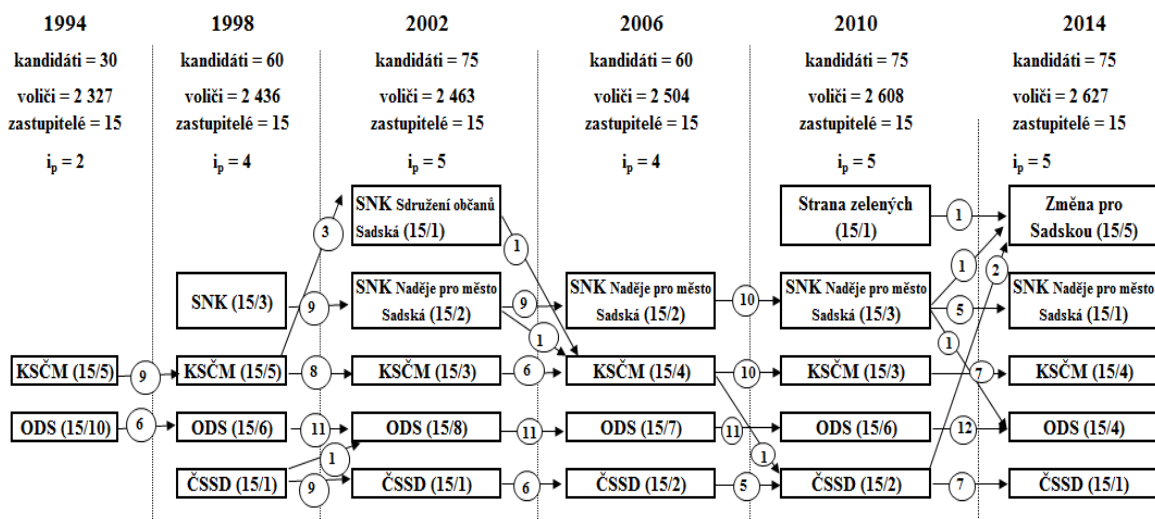 1994 1998 2002 2006 2010 2014
kandidáti = 30 kandidáti = 60 kandidáti = 75 kandidáti = 60 kandidáti = 75 kandidáti = 75
voliči = 2 327 voliči = 2 436 voliči = 2 463 voliči = 2 504 voliči = 2 608 voliči = 2 627
zastupitelé = 15 zastupitelé = 15 zastupitelé = 15 zastupitelé = 15 zastupitelé = 15 zastupitelé = 15
ip = 2 ip = 4 ip = 5 ip = 4 ip = 5 ip = 5
SNK Sdružení občanů Strana zelených Změna pro
Sadská (15/1) (15/1) Sadskou (15/5)
3 1 1 1 2
SNK (15/3) SNK Naděje pro město SNK Naděje pro město SNK Naděje pro město SNK Naděje pro město
Sadská (15/2) Sadská (15/2) Sadská (15/3) Sadská (15/1)
9 9 10 5
1 1
KSČM (15/5) KSČM (15/5) KSČM (15/3) KSČM (15/4) KSČM (15/3) KSČM (15/4)
9 8 6 10 7
ODS (15/10) ODS (15/6) ODS (15/8) ODS (15/7) ODS (15/6) ODS (15/4)
6 11 11 11 12
1 1
ČSSD (15/1) ČSSD (15/1) ČSSD (15/2) ČSSD (15/2) ČSSD (15/1)
9 6 5 7